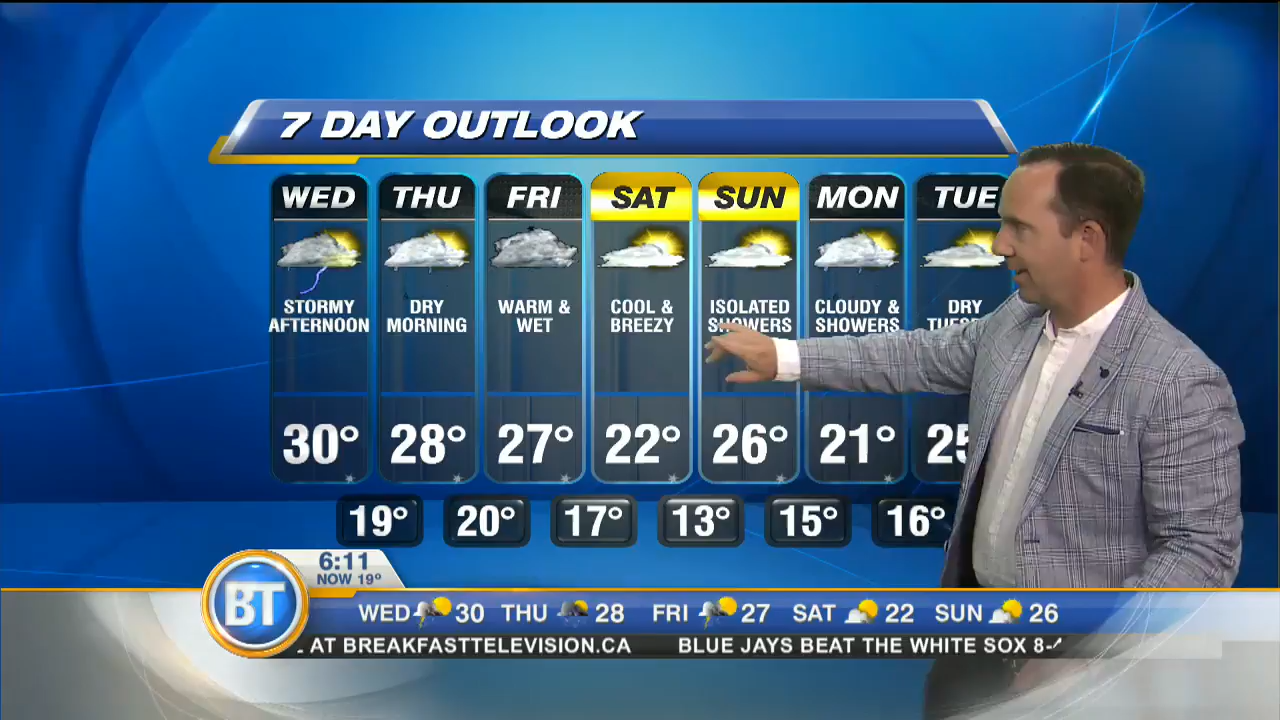 7 DAY OUTLOOK
WED THU FRI SAT SUN MON TUE
STORMY AFTERNOON
DRY MORNING
WARM & WET
COOL & BREEZY
ISOLATED SHOWERS
CLOUDY & SHOWERS
DRY
30° 28° 27° 22° 26° 21° 25
19° 20° 17° 13° 15° 16°
6:11
NOW 19°
BT
WED 30 THU 28 FRI 27 SAT 22 SUN 26
AT BREAKFASTTELEVISION.CA BLUE JAYS BEAT THE WHITE SOX 8-